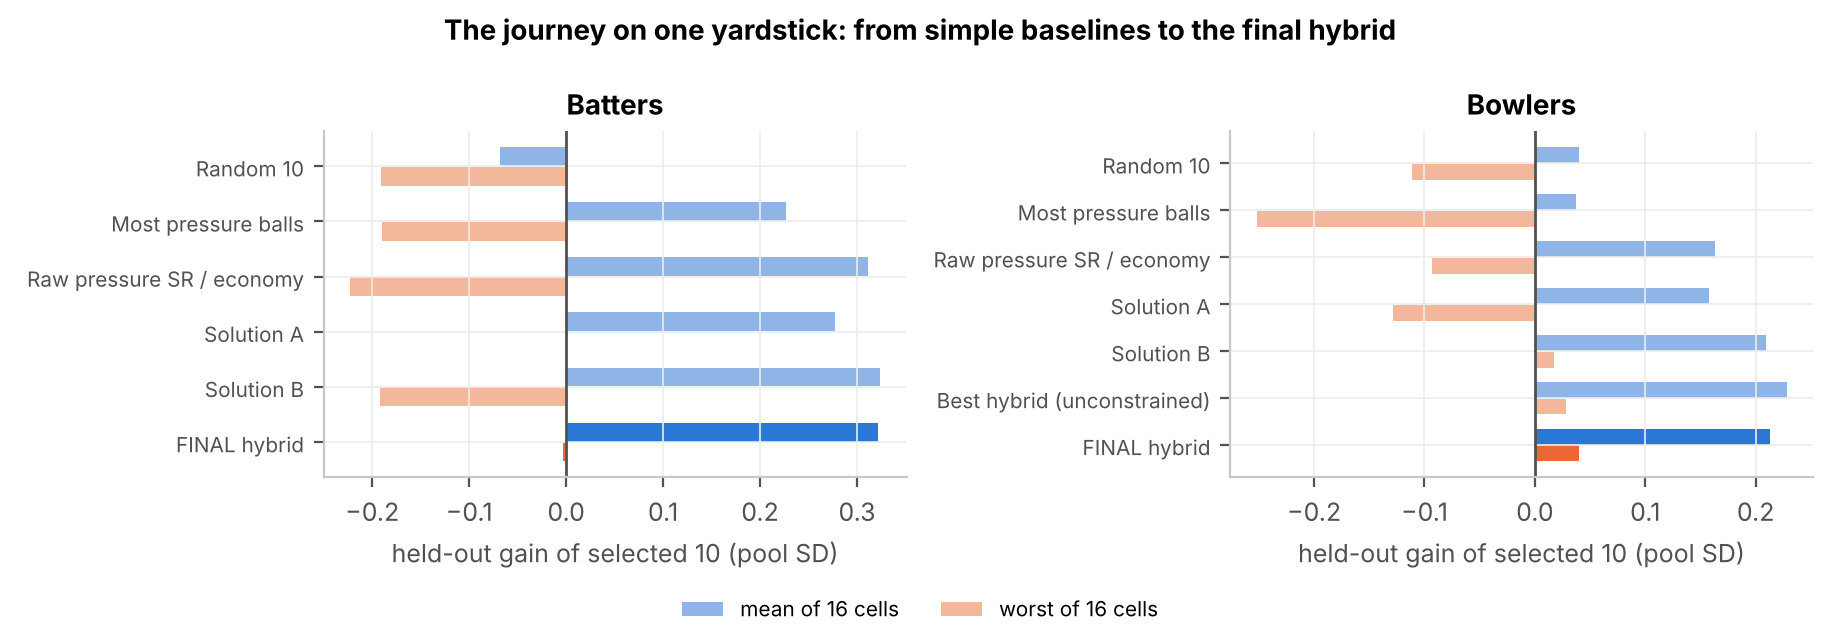 The journey on one yardstick: from simple baselines to the final hybrid
Batters
Random 10
Most pressure balls
Raw pressure SR / economy
Solution A
Solution B
FINAL hybrid
−0.2 −0.1 0.0 0.1 0.2 0.3
held-out gain of selected 10 (pool SD)
Bowlers
Random 10
Most pressure balls
Raw pressure SR / economy
Solution A
Solution B
Best hybrid (unconstrained)
FINAL hybrid
−0.2 −0.1 0.0 0.1 0.2
held-out gain of selected 10 (pool SD)
mean of 16 cells
worst of 16 cells